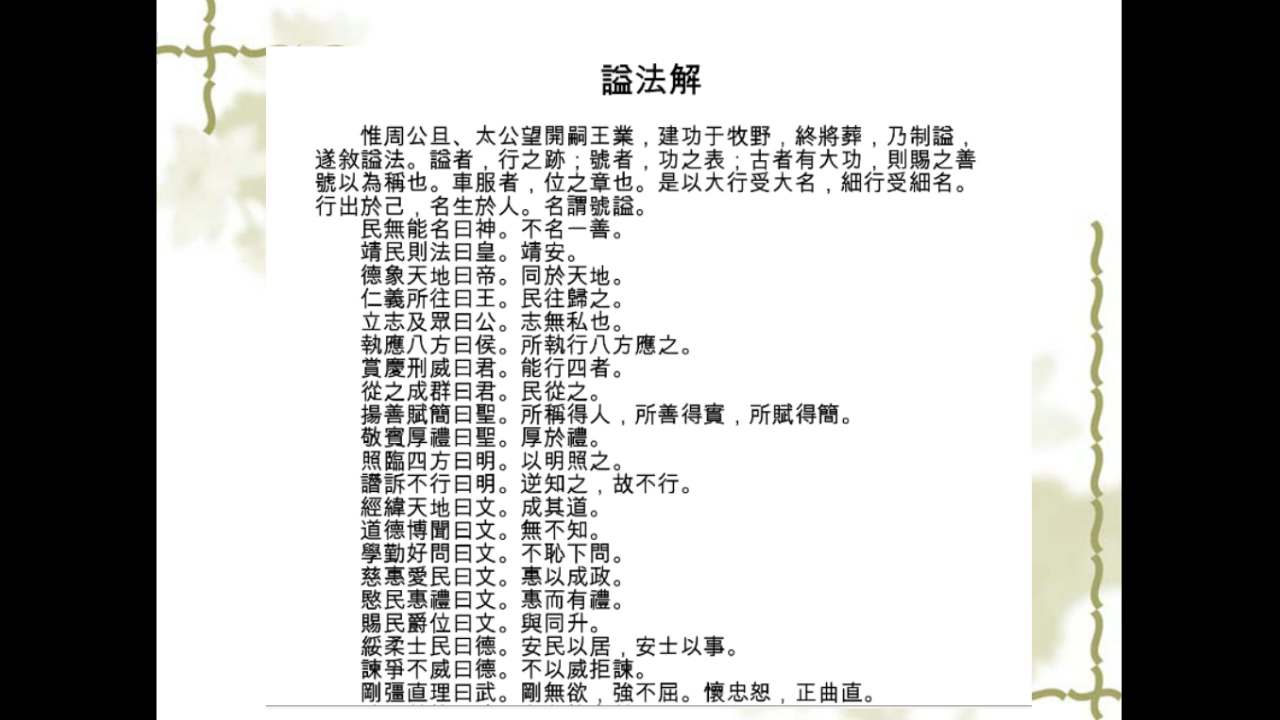 謚法解
惟周公旦、太公望開嗣王業，建功于牧野，終將葬，乃制謚，
遂敘謚法。謚者，行之跡；號者，功之表；古者有大功，則賜之善
號以為稱也。車服者，位之章也。是以大行受大名，細行受細名。
行出於己，名生於人。名謂號謚。
民無能名曰神。不名一善。
靖民則法曰皇。靖安。
德象天地曰帝。同於天地。
仁義所往曰王。民往歸之。
立志及眾曰公。志無私也。
執應八方曰侯。所執行八方應之。
賞慶刑威曰君。能行四者。
從之成群曰君。民從之。
揚善賦簡曰聖。所稱得人，所善得實，所賦得簡。
敬賓厚禮曰聖。厚於禮。
照臨四方曰明。以明照之。
譖訴不行曰明。逆知之，故不行。
經緯天地曰文。成其道。
道德博聞曰文。無不知。
學勤好問曰文。不恥下問。
慈惠愛民曰文。惠以成政。
愍民惠禮曰文。惠而有禮。
賜民爵位曰文。與同升。
綏柔士民曰德。安民以居，安士以事。
諫爭不威曰德。不以威拒諫。
剛彊直理曰武。剛無欲，強不屈。懷忠恕，正曲直。